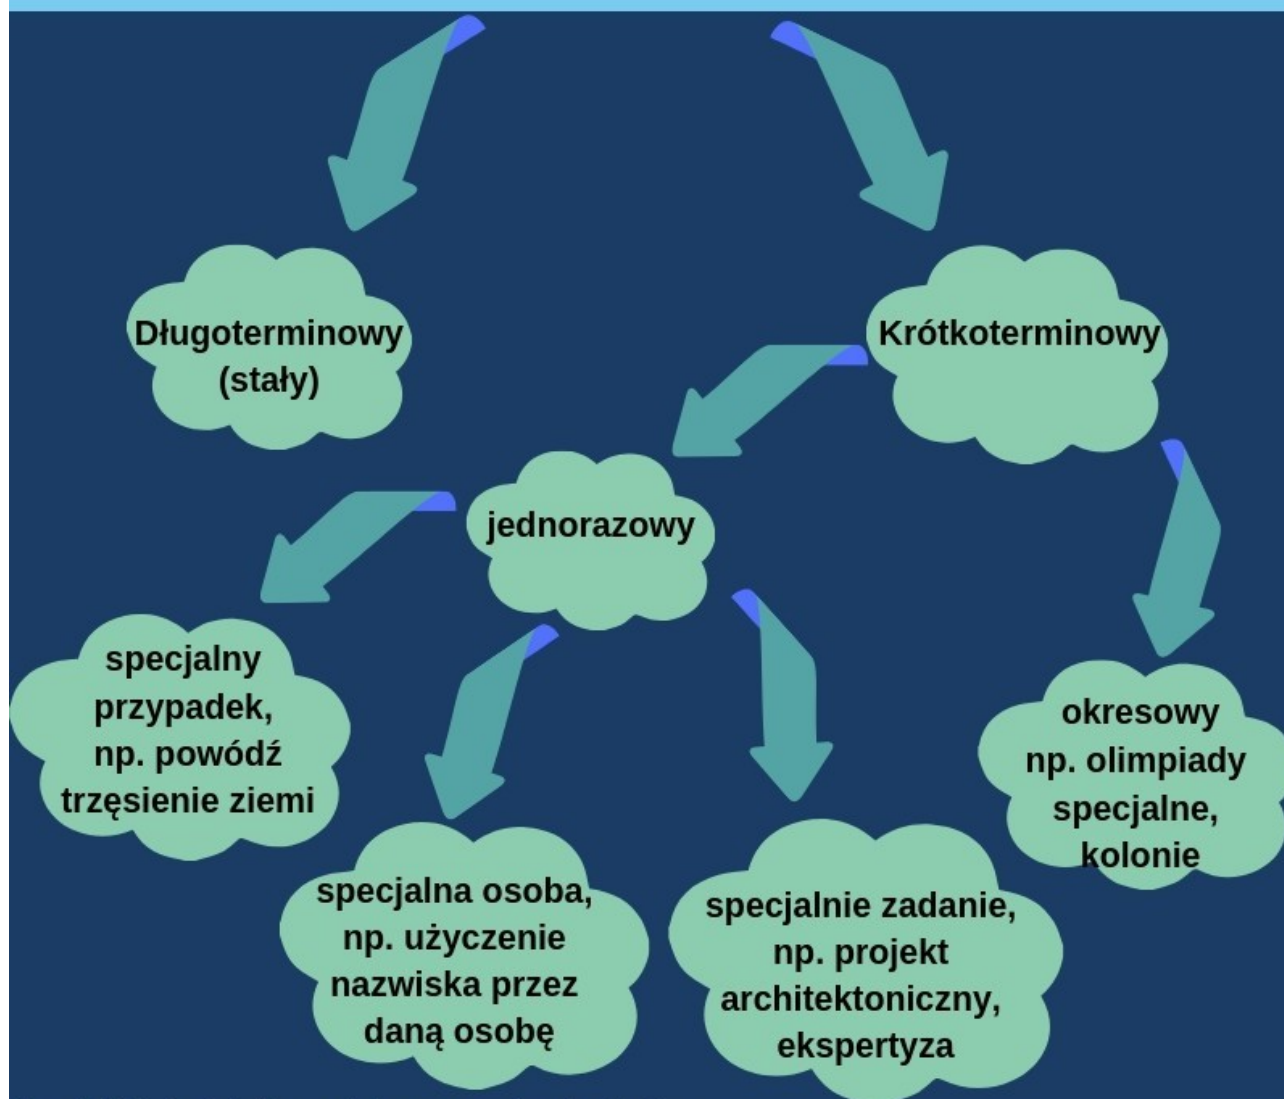 Długoterminowy
(stały)
Krótkoterminowy
jednorazowy
specjalny
przypadek,
np. powódź
trzęsienie ziemi
okresowy
np. olimpiady
specjalne,
kolonie
specjalna osoba,
np. użyczenie
nazwiska przez
daną osobę
specjalnie zadanie,
np. projekt
architektoniczny,
ekspertyza